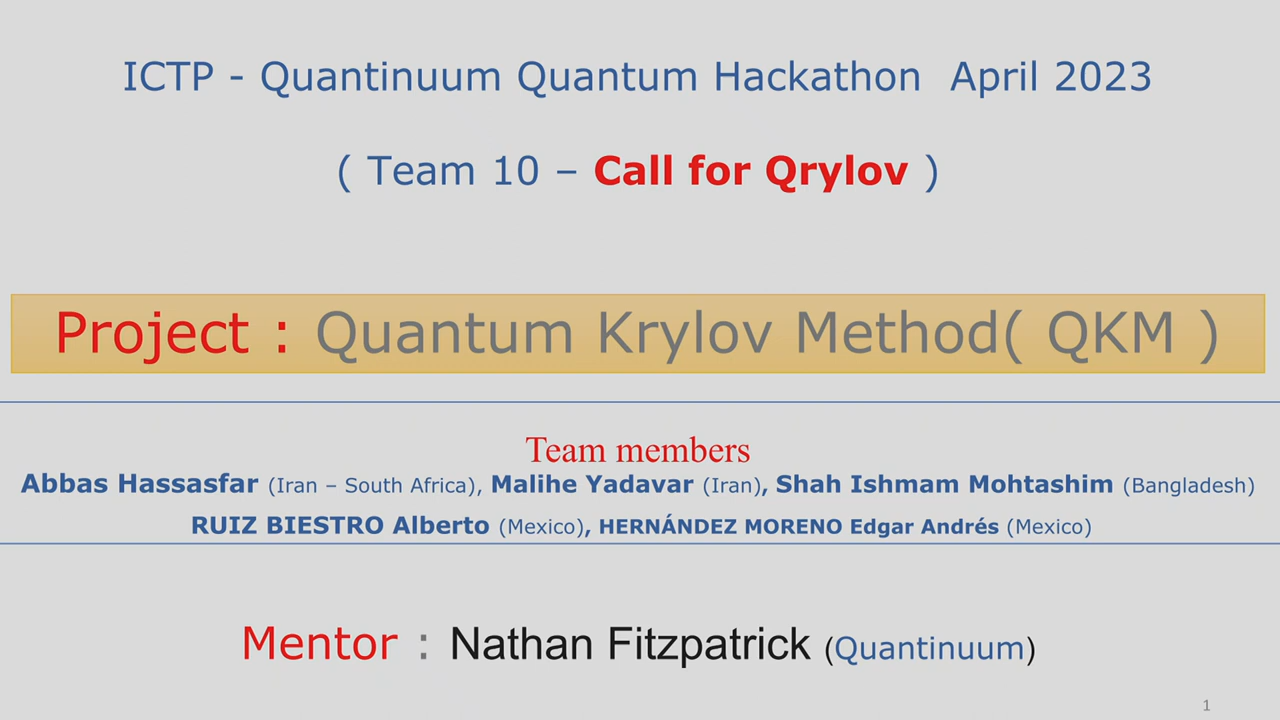 ICTP - Quantinuum Quantum Hackathon April 2023
( Team 10 – Call for Qrylov )
Project : Quantum Krylov Method( QKM )
Team members
Abbas Hassasfar (Iran – South Africa), Malihe Yadavar (Iran), Shah Ishmam Mohtashim (Bangladesh)
RUIZ BIESTRO Alberto (Mexico), HERNÁNDEZ MORENO Edgar Andrés (Mexico)
Mentor : Nathan Fitzpatrick (Quantinuum)
1